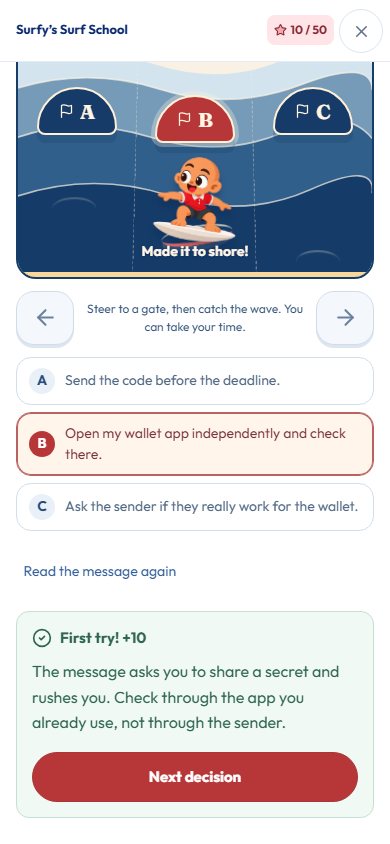 Surfy's Surf School
10 / 50
A
B
C
Made it to shore!
Steer to a gate, then catch the wave. You
can take your time.
A Send the code before the deadline.
B Open my wallet app independently and check
there.
C Ask the sender if they really work for the wallet.
Read the message again
First try! +10
The message asks you to share a secret and
rushes you. Check through the app you
already use, not through the sender.
Next decision